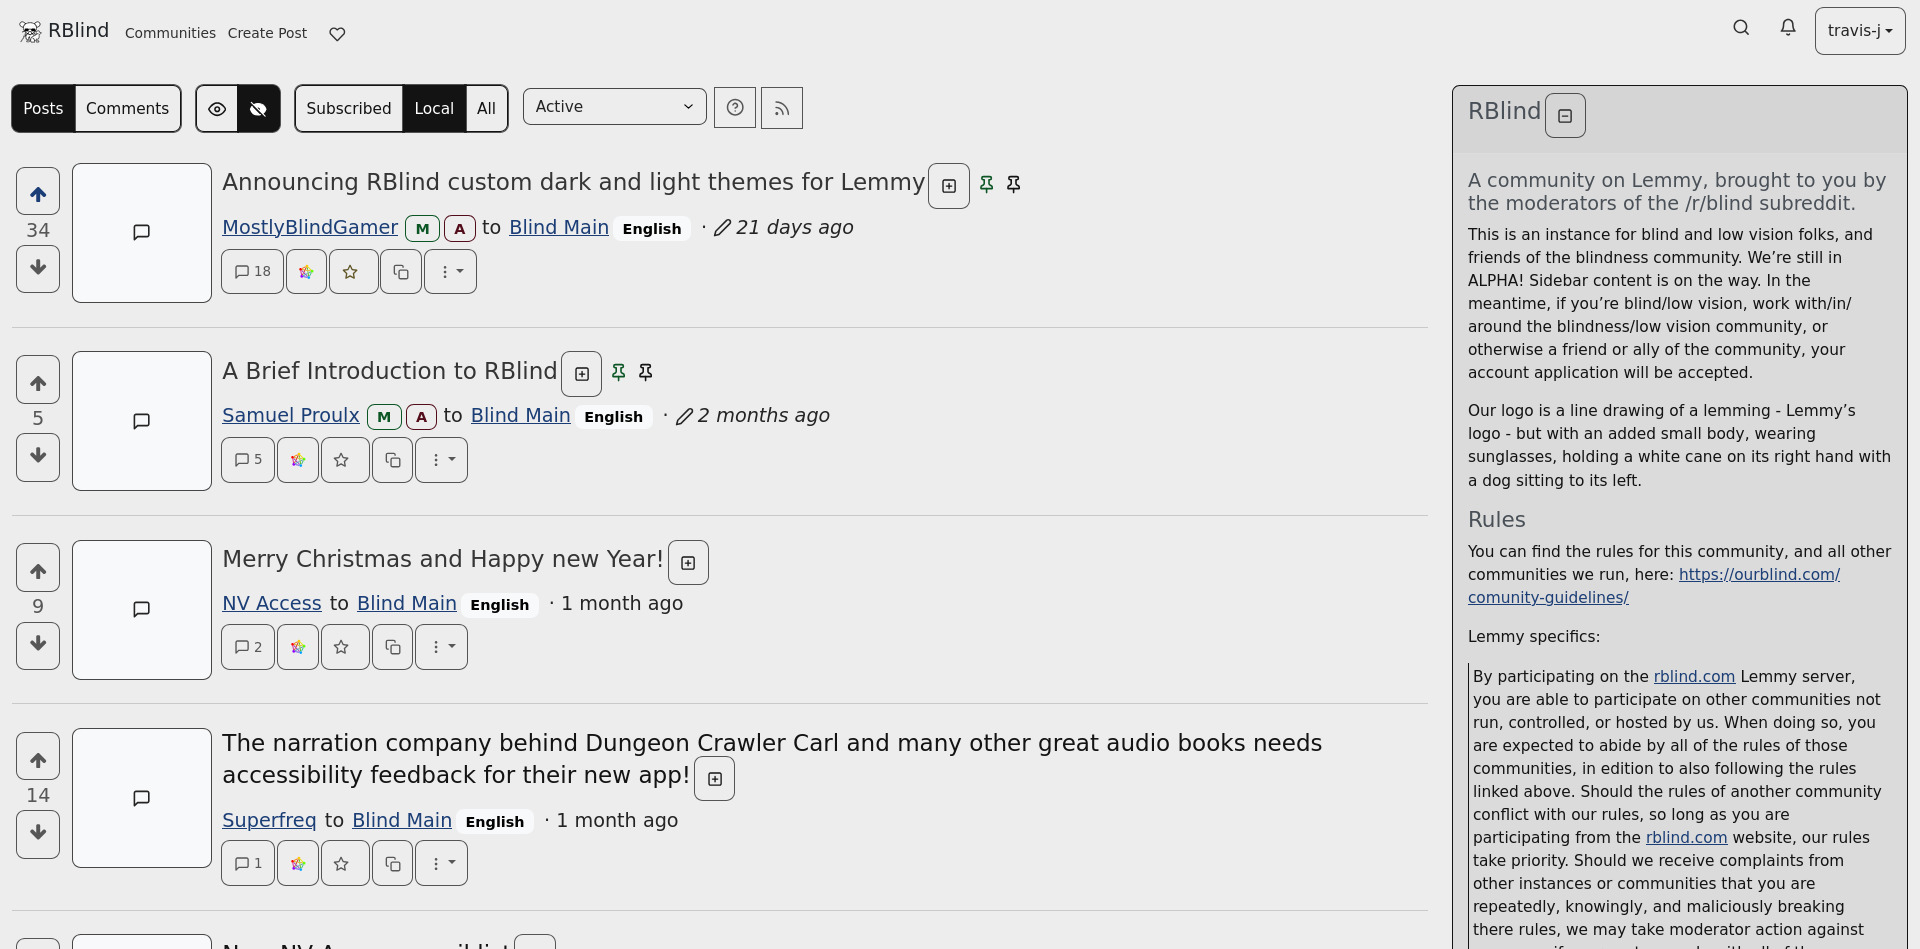 RBlind Communities Create Post travis-j
Posts Comments Subscribed Local All Active
Announcing RBlind custom dark and light themes for Lemmy
34
MostlyBlindGamer M A to Blind Main English · 21 days ago
18
A Brief Introduction to RBlind
5
Samuel Proulx M A to Blind Main English · 2 months ago
5
Merry Christmas and Happy new Year!
9
NV Access to Blind Main English · 1 month ago
2
The narration company behind Dungeon Crawler Carl and many other great audio books needs
accessibility feedback for their new app!
14
Superfreq to Blind Main English · 1 month ago
1
RBlind
A community on Lemmy, brought to you by
the moderators of the /r/blind subreddit.
This is an instance for blind and low vision folks, and
friends of the blindness community. We’re still in
ALPHA! Sidebar content is on the way. In the
meantime, if you’re blind/low vision, work with/in/
around the blindness/low vision community, or
otherwise a friend or ally of the community, your
account application will be accepted.
Our logo is a line drawing of a lemming - Lemmy’s
logo - but with an added small body, wearing
sunglasses, holding a white cane on its right hand with
a dog sitting to its left.
Rules
You can find the rules for this community, and all other
communities we run, here: https://ourblind.com/
comunity-guidelines/
Lemmy specifics:
By participating on the rblind.com Lemmy server,
you are able to participate on other communities not
run, controlled, or hosted by us. When doing so, you
are expected to abide by all of the rules of those
communities, in edition to also following the rules
linked above. Should the rules of another community
conflict with our rules, so long as you are
participating from the rblind.com website, our rules
take priority. Should we receive complaints from
other instances or communities that you are
repeatedly, knowingly, and maliciously breaking
there rules, we may take moderator action against